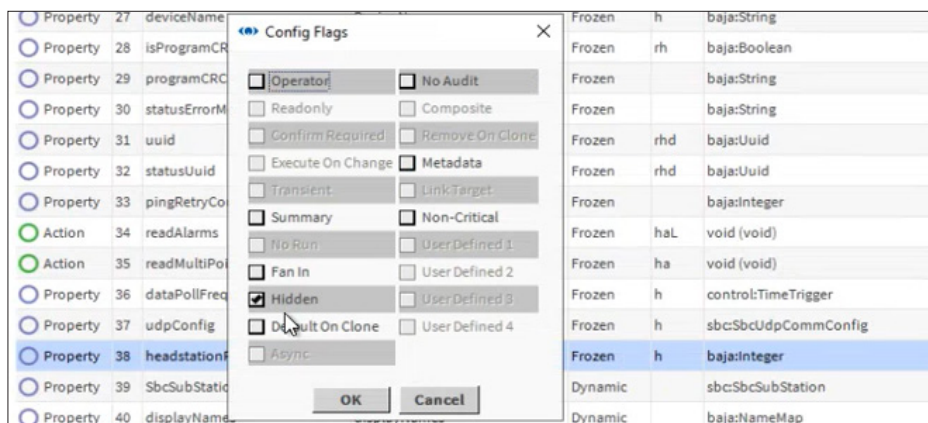 Property 27 deviceName Frozen h baja:String
Config Flags
Property 28 isProgramCR Frozen rh baja:Boolean
Operator No Audit
Property 29 programCRC Frozen baja:String
Readonly Composite
Property 30 statusErrorM Frozen baja:String
Confirm Required Remove On Clone
Property 31 uuid Frozen rhd baja:Uuid
Execute On Change Metadata
Property 32 statusUuid Frozen rhd baja:Uuid
Transient Link Target
Property 33 pingRetryCo Frozen baja:Integer
Summary Non-Critical
Action 34 readAlarms Frozen haL void (void)
No Run User Defined 1
Action 35 readMultiPoi Frozen ha void (void)
Fan In User Defined 2
Property 36 dataPollFreq Frozen h control:TimeTrigger
Hidden User Defined 3
Property 37 udpConfig Frozen h sbc:SbcUdpCommConfig
Default On Clone User Defined 4
Property 38 headstationP Frozen h baja:Integer
Async
Property 39 SbcSubStatio Dynamic sbc:SbcSubStation
OK Cancel
Property 40 displayNames Dynamic baja:NameMap